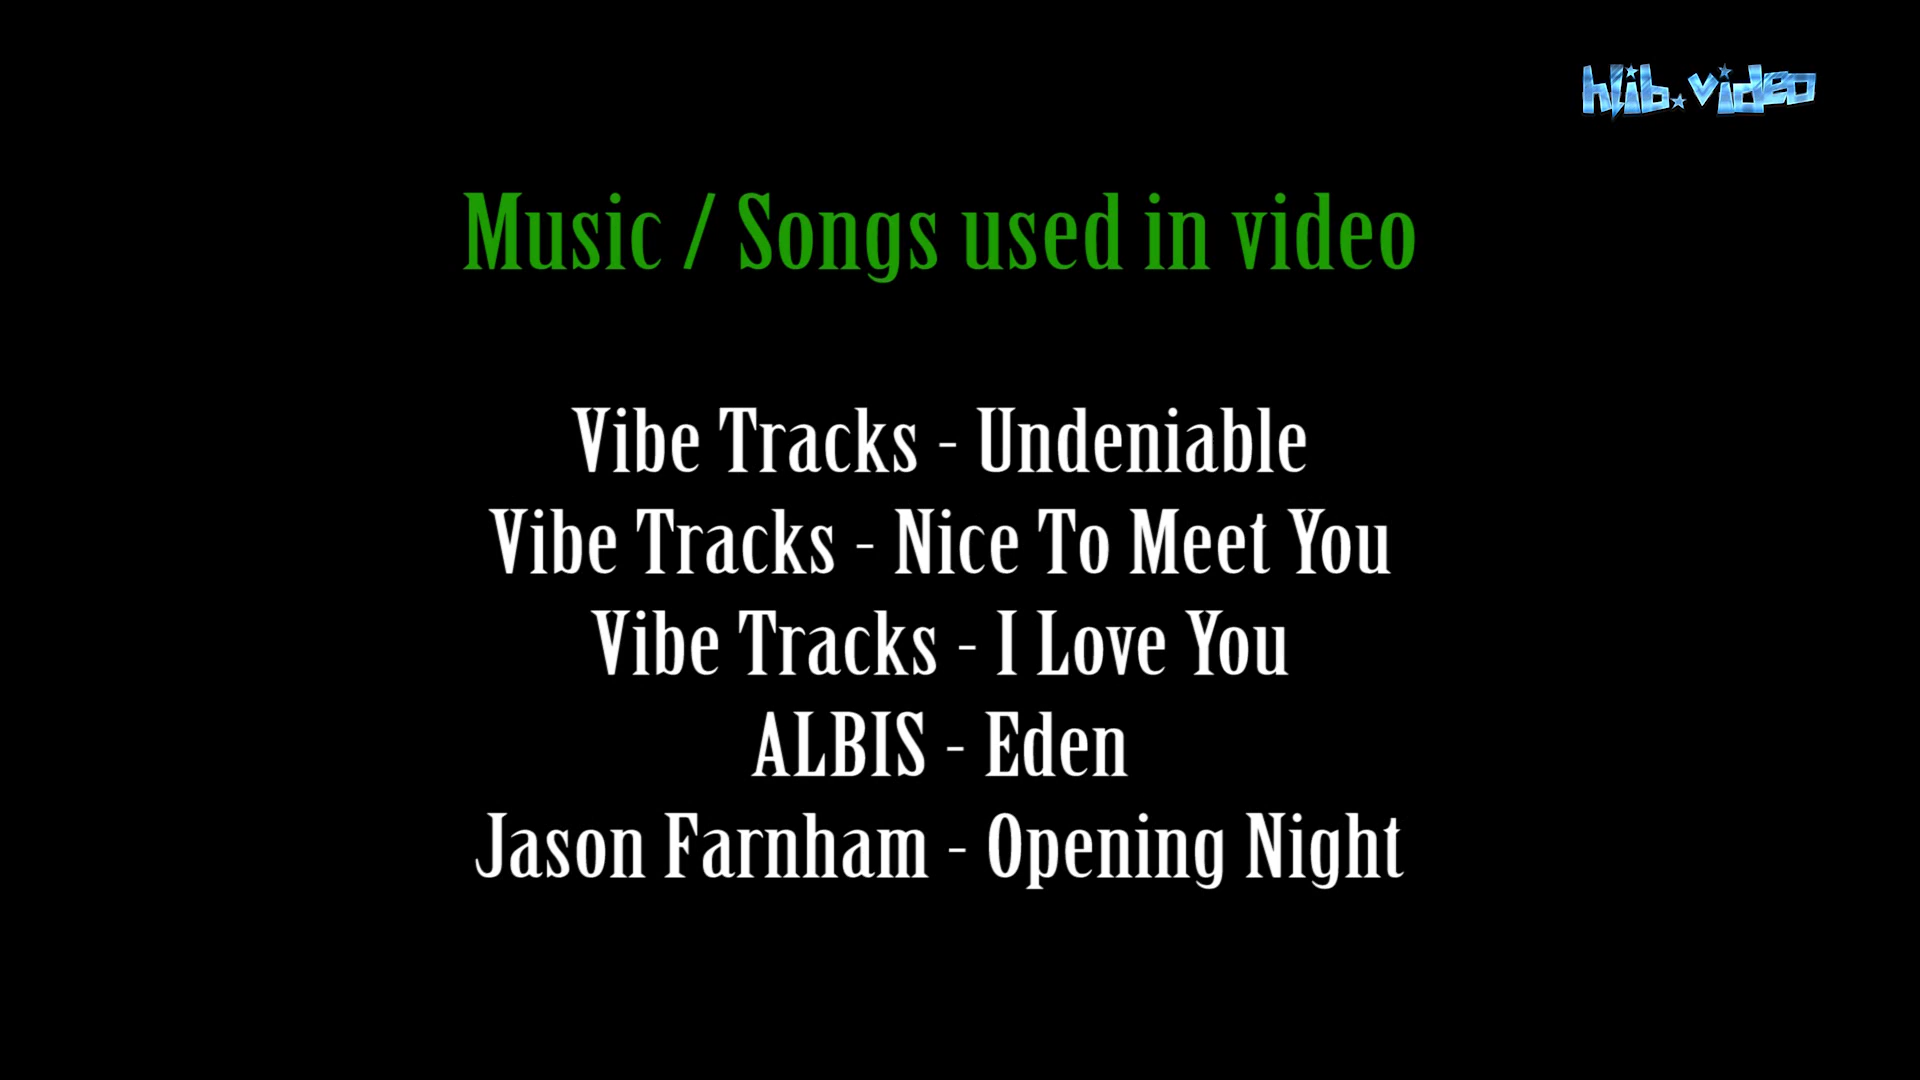 hlib.video
Music / Songs used in video
Vibe Tracks - Undeniable
Vibe Tracks - Nice To Meet You
Vibe Tracks - I Love You
ALBIS - Eden
Jason Farnham - Opening Night